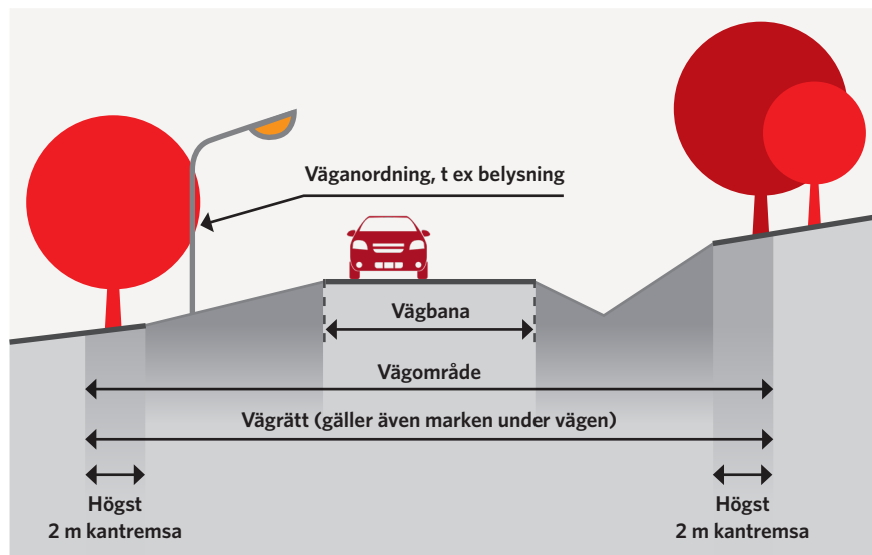 Väganordning, t ex belysning
Vägbana
Vägområde
Vägrätt (gäller även marken under vägen)
Högst
2 m kantremsa
Högst
2 m kantremsa